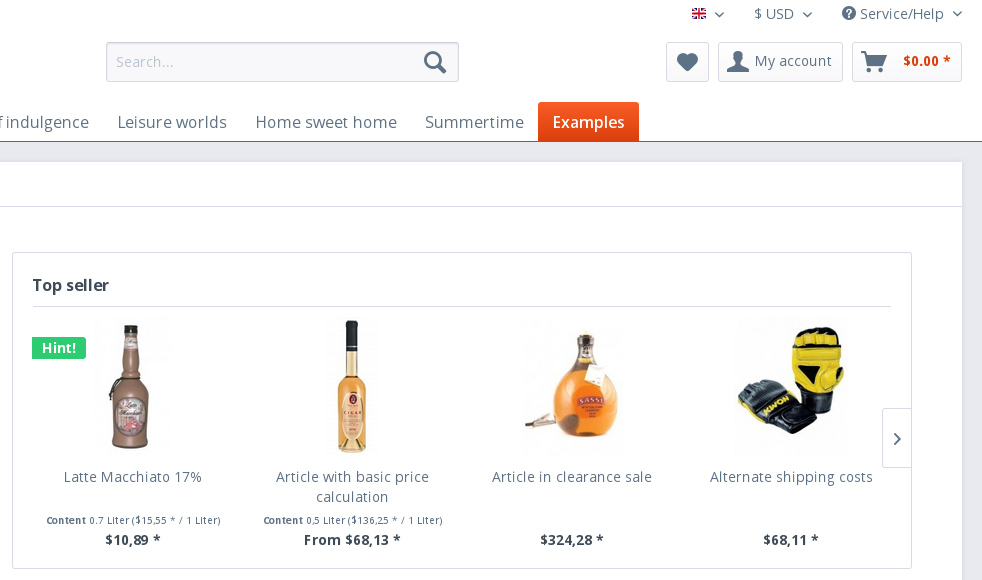 $ USD
Service/Help
Search...
My account
$0.00 *
f indulgence
Leisure worlds
Home sweet home
Summertime
Examples
Top seller
Hint!
SASSE
KWON
Latte Macchiato 17%
Article with basic price
calculation
Article in clearance sale
Alternate shipping costs
Content 0.7 Liter ($15,55 * / 1 Liter)
Content 0,5 Liter ($136,25 * / 1 Liter)
$10,89 *
From $68,13 *
$324,28 *
$68,11 *